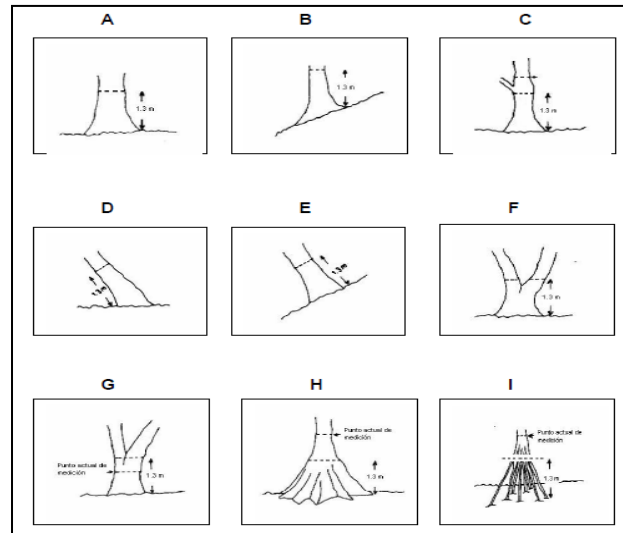 A
1.3 m
B
1.3 m
C
1.3 m
D
1.3 m
E
1.3 m
F
1.3 m
G
Punto actual de
medición
1.3 m
H
Punto actual de
medición
1.3 m
I
Punto actual de
medición
1.3 m